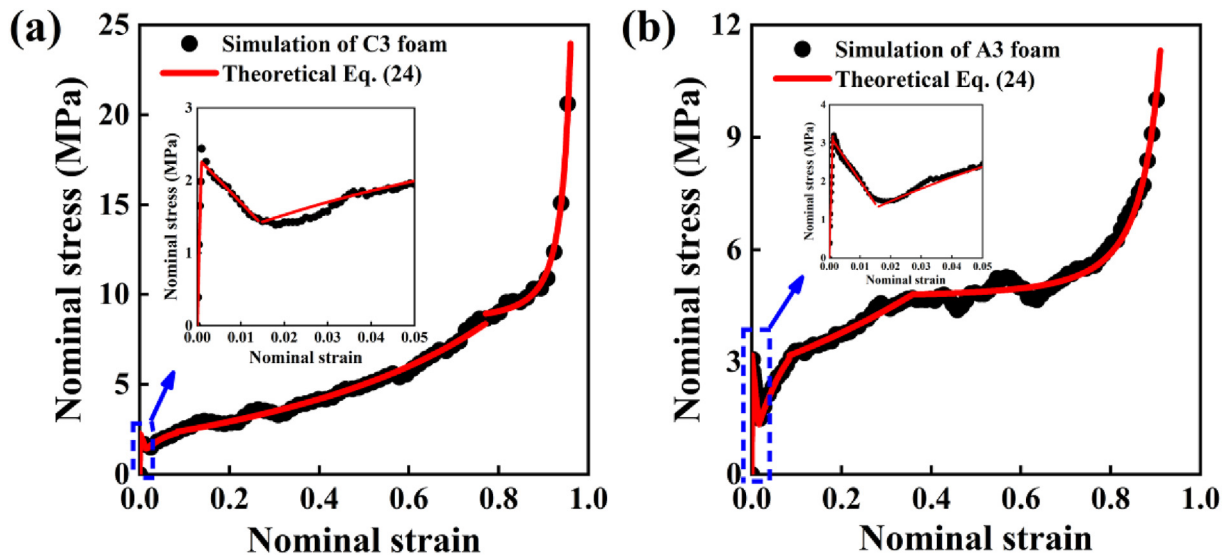 (a)
Simulation of C3 foam
Theoretical Eq. (24)
Nominal stress (MPa)
25
20
15
10
5
0
0.0 0.2 0.4 0.6 0.8 1.0
Nominal strain
Nominal stress (MPa)
3
2
1
0
0.00 0.01 0.02 0.03 0.04 0.05
Nominal strain
(b)
Simulation of A3 foam
Theoretical Eq. (24)
Nominal stress (MPa)
12
9
6
3
0
0.0 0.2 0.4 0.6 0.8 1.0
Nominal strain
Nominal stress (MPa)
4
3
2
1
0
0.00 0.01 0.02 0.03 0.04 0.05
Nominal strain